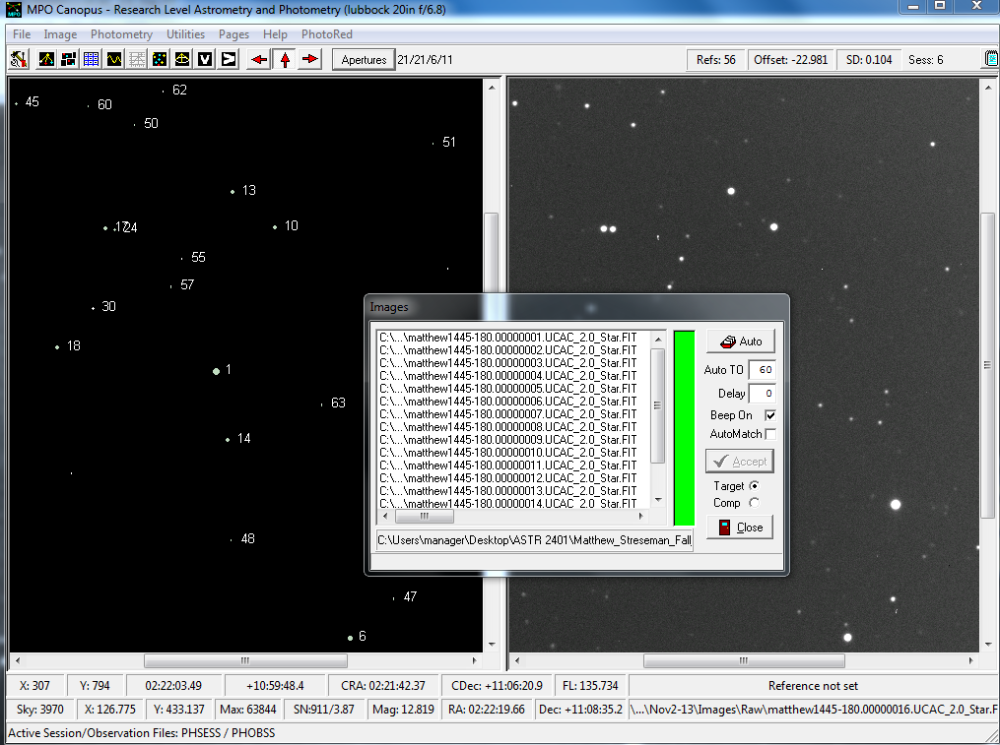 MPO Canopus - Research Level Astrometry and Photometry (lubbock 20in f/6.8)
File Image Photometry Utilities Pages Help PhotoRed
Apertures 21/21/6/11 Refs: 56 Offset: -22.981 SD: 0.104 Sess: 6
62
45
60
50
51
13
10
17
24
55
57
30
18
1
63
14
48
47
6
Images
C:\...\matthew1445-180.00000001.UCAC_2.0_Star.FIT
C:\...\matthew1445-180.00000002.UCAC_2.0_Star.FIT
C:\...\matthew1445-180.00000003.UCAC_2.0_Star.FIT
C:\...\matthew1445-180.00000004.UCAC_2.0_Star.FIT
C:\...\matthew1445-180.00000005.UCAC_2.0_Star.FIT
C:\...\matthew1445-180.00000006.UCAC_2.0_Star.FIT
C:\...\matthew1445-180.00000007.UCAC_2.0_Star.FIT
C:\...\matthew1445-180.00000008.UCAC_2.0_Star.FIT
C:\...\matthew1445-180.00000009.UCAC_2.0_Star.FIT
C:\...\matthew1445-180.00000010.UCAC_2.0_Star.FIT
C:\...\matthew1445-180.00000011.UCAC_2.0_Star.FIT
C:\...\matthew1445-180.00000012.UCAC_2.0_Star.FIT
C:\...\matthew1445-180.00000013.UCAC_2.0_Star.FIT
C:\...\matthew1445-180.00000014.UCAC_2.0_Star.FIT
C:\Users\manager\Desktop\ASTR 2401\Matthew_Streseman_Fall_
Auto
Auto TO 60
Delay 0
Beep On
AutoMatch
Accept
Target
Comp
Close
X: 307 Y: 794 02:22:03.49 +10:59:48.4 CRA: 02:21:42.37 CDec: +11:06:20.9 FL: 135.734 Reference not set
Sky: 3970 X: 126.775 Y: 433.137 Max: 63844 SN:911/3.87 Mag: 12.819 RA: 02:22:19.66 Dec: +11:08:35.2 \...\Nov2-13\Images\Raw\matthew1445-180.00000016.UCAC_2.0_Star.F
Active Session/Observation Files: PHSESS / PHOBSS